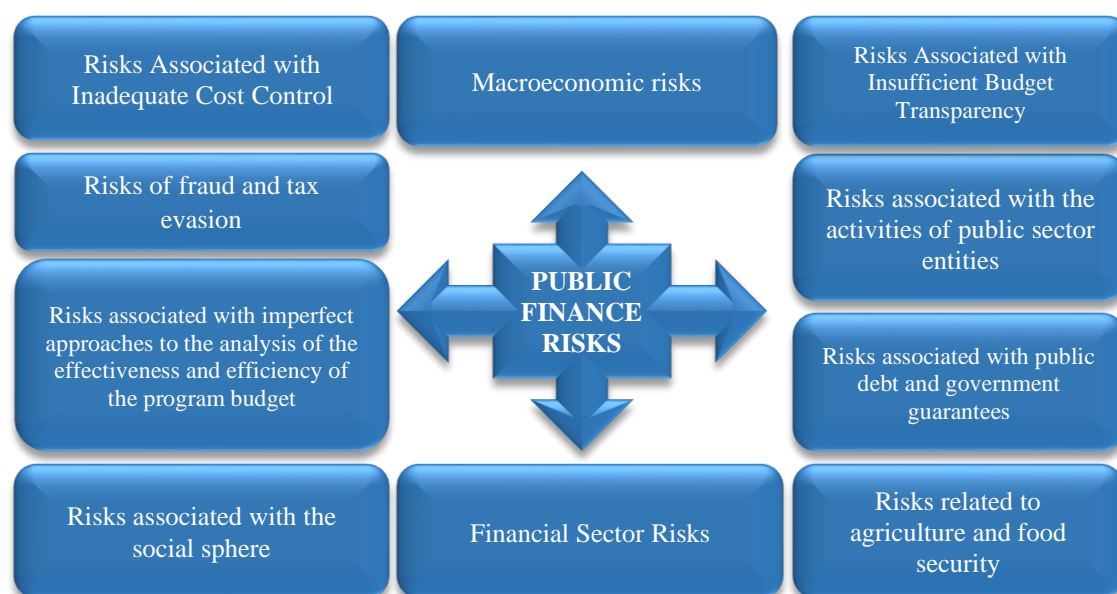 Risks Associated with
Inadequate Cost Control
Macroeconomic risks
Risks Associated with
Insufficient Budget
Transparency
Risks of fraud and tax
evasion
Risks associated with the
activities of public sector
entities
PUBLIC
FINANCE
RISKS
Risks associated with imperfect
approaches to the analysis of the
effectiveness and efficiency of
the program budget
Risks associated with public
debt and government
guarantees
Risks associated with the
social sphere
Financial Sector Risks
Risks related to
agriculture and food
security